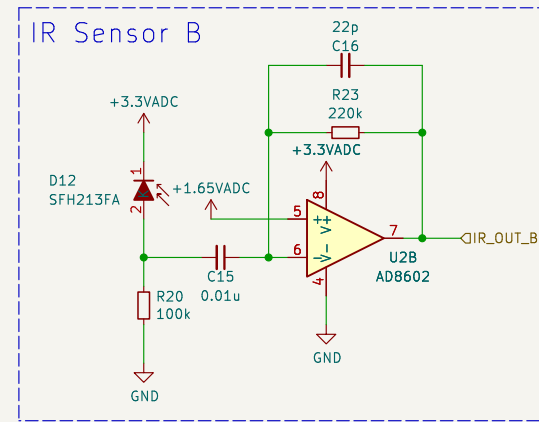 IR Sensor B
22p
C16
R23
220k
+3.3VADC
+3.3VADC
D12
SFH213FA
1
2
+1.65VADC
5
6
8
4
7
V+
V-
+
-
U2B
AD8602
IR_OUT_B
C15
0.01u
R20
100k
GND
GND